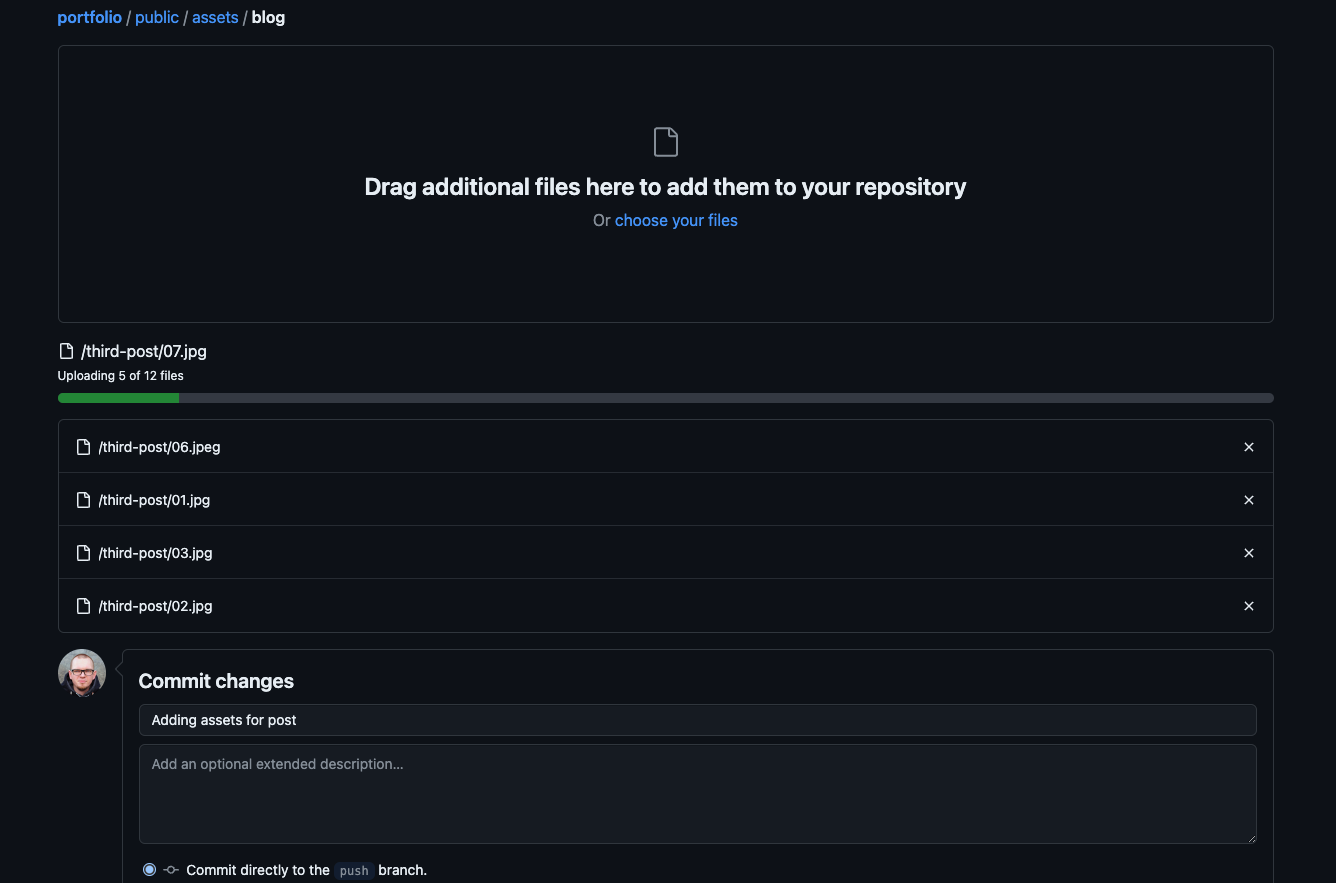 portfolio / public / assets / blog
Drag additional files here to add them to your repository
Or choose your files
/third-post/07.jpg
Uploading 5 of 12 files
/third-post/06.jpeg
/third-post/01.jpg
/third-post/03.jpg
/third-post/02.jpg
Commit changes
Adding assets for post
Add an optional extended description...
Commit directly to the push branch.